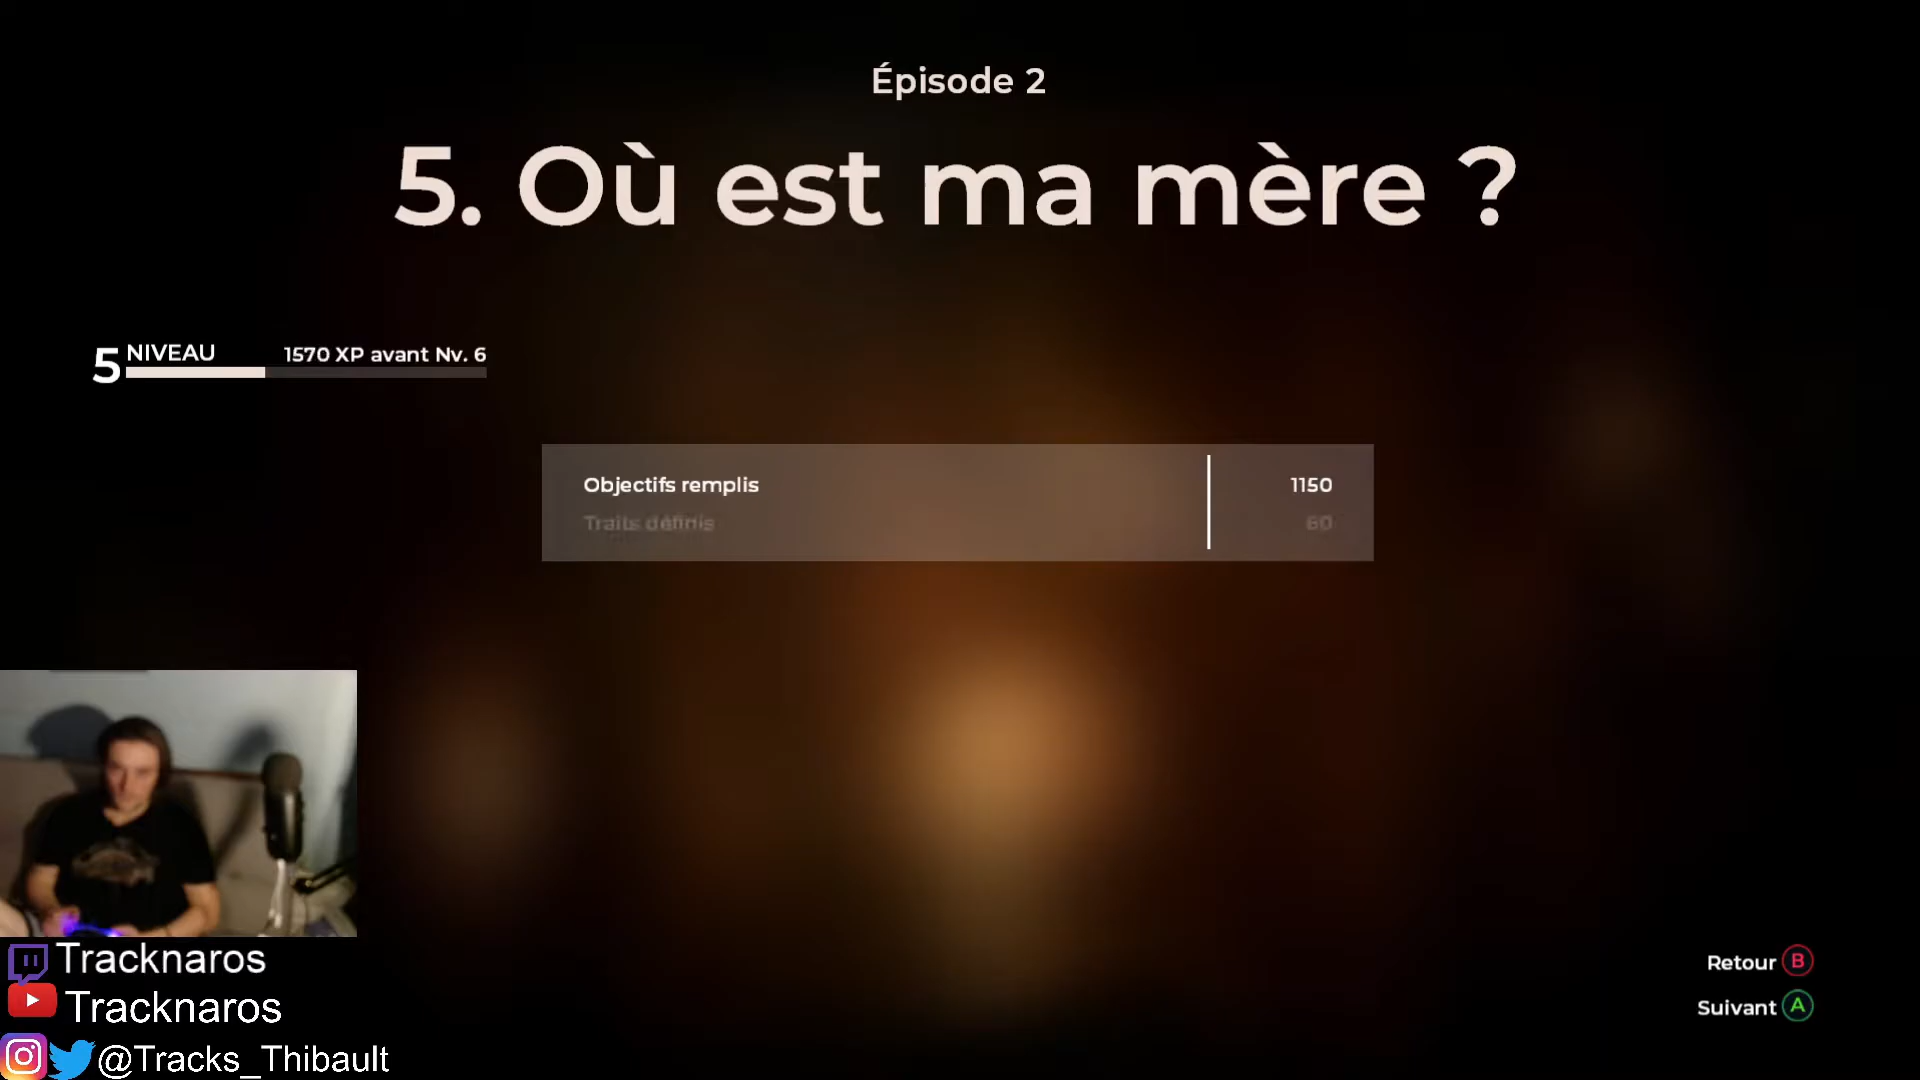 Épisode 2
5. Où est ma mère ?
5 NIVEAU 1570 XP avant Nv. 6
Objectifs remplis 1150
Traits définis 60
Tracknaros
Tracknaros
@Tracks_Thibault
Retour B
Suivant A